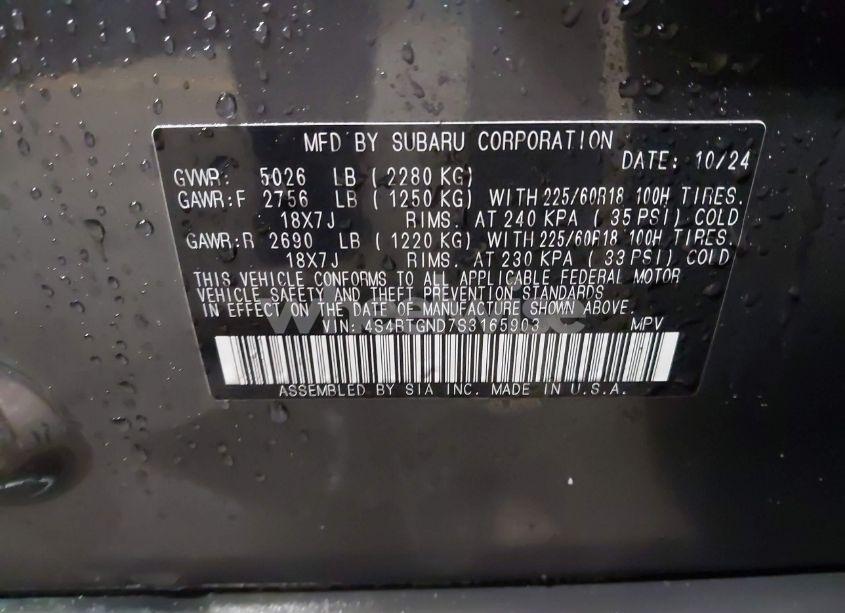 MFD BY SUBARU CORPORATION
DATE: 10/24
GVWR: 5026 LB ( 2280 KG)
GAWR:F 2756 LB ( 1250 KG) WITH 225/60R18 100H TIRES.
18X7J RIMS. AT 240 KPA ( 35 PSI) COLD
GAWR:R 2690 LB ( 1220 KG) WITH 225/60R18 100H TIRES.
18X7J RIMS. AT 230 KPA ( 33 PSI) COLD
THIS VEHICLE CONFORMS TO ALL APPLICABLE FEDERAL MOTOR
VEHICLE SAFETY AND THEFT PREVENTION STANDARDS
IN EFFECT ON THE DATE OF MANUFACTURE SHOWN ABOVE.
VIN: 4S4BTGND7S3165903 MPV
ASSEMBLED BY SIA INC. MADE IN U.S.A.